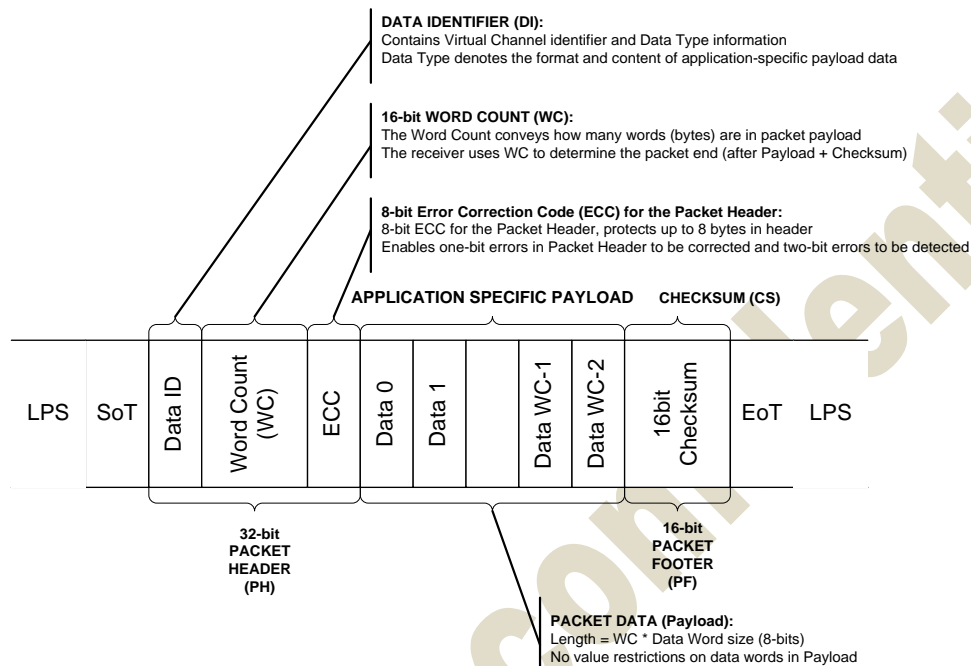 DATA IDENTIFIER (DI):
Contains Virtual Channel identifier and Data Type information
Data Type denotes the format and content of application-specific payload data
16-bit WORD COUNT (WC):
The Word Count conveys how many words (bytes) are in packet payload
The receiver uses WC to determine the packet end (after Payload + Checksum)
8-bit Error Correction Code (ECC) for the Packet Header:
8-bit ECC for the Packet Header, protects up to 8 bytes in header
Enables one-bit errors in Packet Header to be corrected and two-bit errors to be detected
APPLICATION SPECIFIC PAYLOAD
CHECKSUM (CS)
LPS
SoT
Data ID
Word Count
(WC)
ECC
Data 0
Data 1
Data WC-1
Data WC-2
16bit
Checksum
EoT
LPS
32-bit
PACKET
HEADER
(PH)
16-bit
PACKET
FOOTER
(PF)
PACKET DATA (Payload):
Length = WC * Data Word size (8-bits)
No value restrictions on data words in Payload